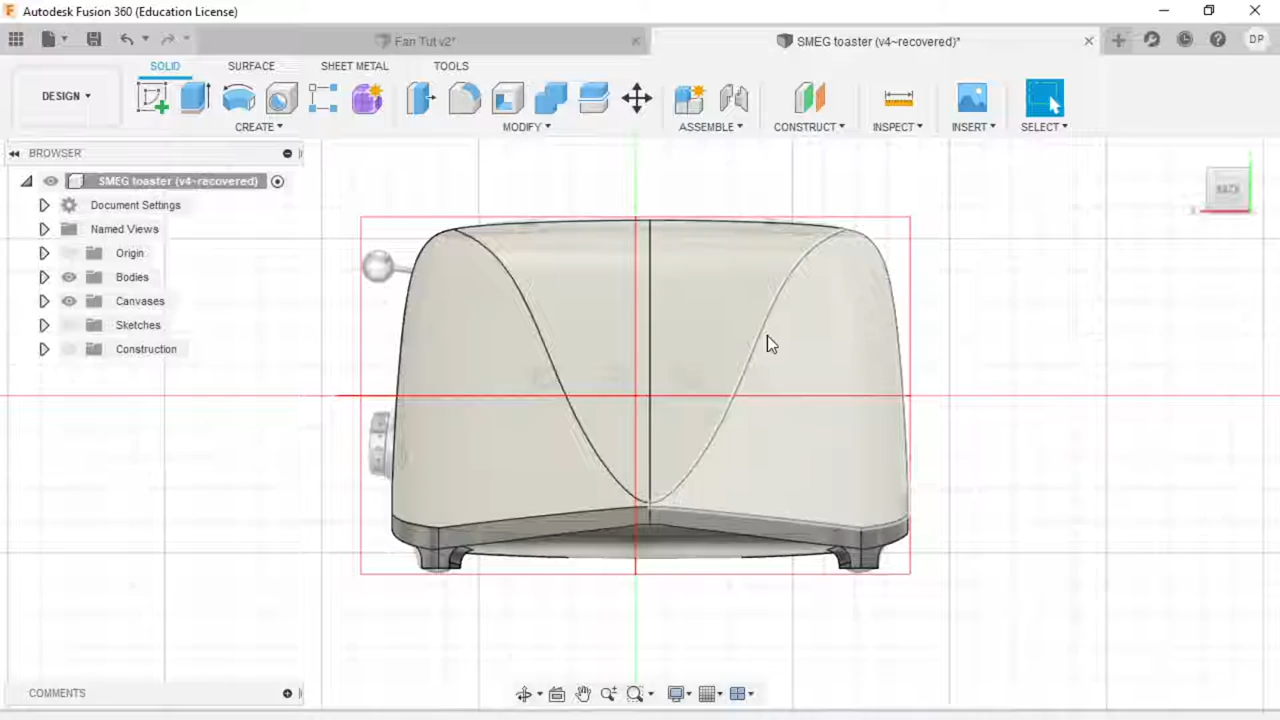 Autodesk Fusion 360 (Education License)
Fan Tut v2*
SMEG toaster (v4~recovered)*
DP
SOLID
SURFACE
SHEET METAL
TOOLS
DESIGN
CREATE
MODIFY
ASSEMBLE
CONSTRUCT
INSPECT
INSERT
SELECT
BROWSER
SMEG toaster (v4~recovered)
Document Settings
Named Views
Origin
Bodies
Canvases
Sketches
Construction
BACK
COMMENTS